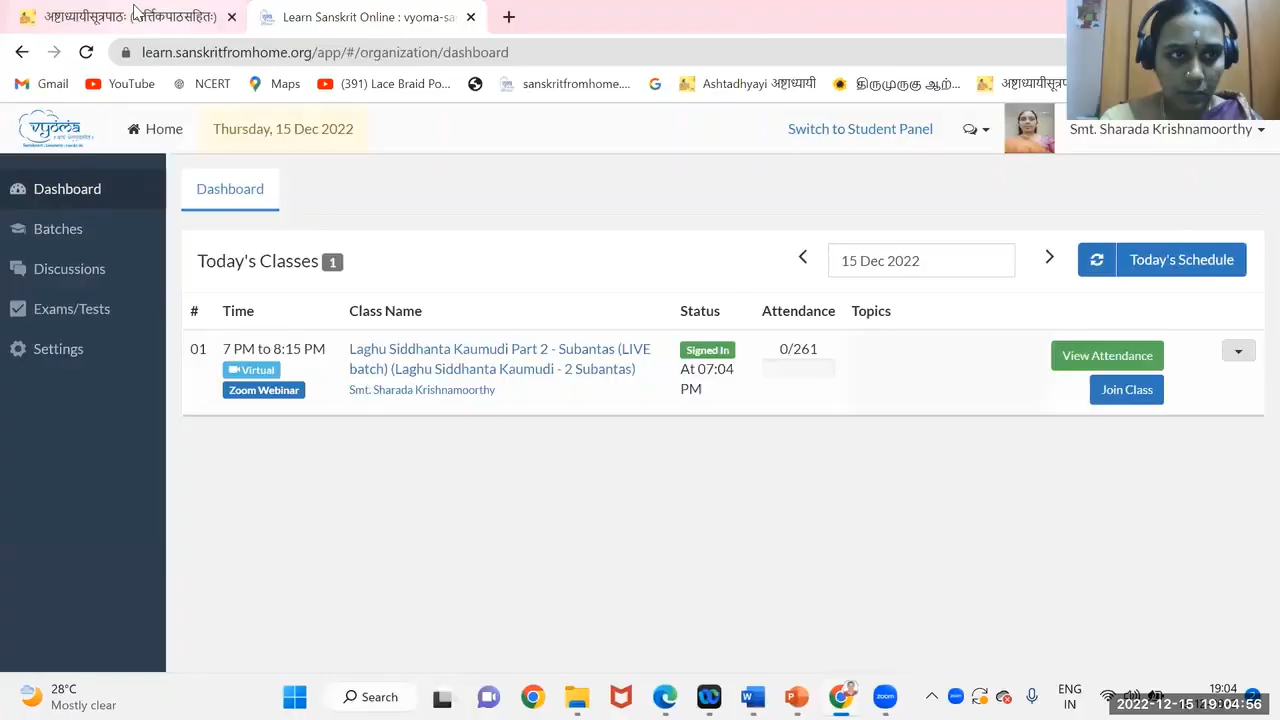 अष्टाध्यायीसूत्रपाठः
Learn Sanskrit Online : vyoma-sa
learn.sanskritfromhome.org/app/#/organization/dashboard
Gmail YouTube NCERT Maps (391) Lace Braid Po... sanskritfromhome.... Ashtadhyayi अष्टाध्यायी திருமுருகு ஆற்... अष्टाध्यायीसूत्रप
vyoma
Home Thursday, 15 Dec 2022 Switch to Student Panel Smt. Sharada Krishnamoorthy
Dashboard
Batches
Discussions
Exams/Tests
Settings
Dashboard
Today's Classes 1 15 Dec 2022 Today's Schedule
# Time Class Name Status Attendance Topics
01 7 PM to 8:15 PM Laghu Siddhanta Kaumudi Part 2 - Subantas (LIVE Signed In 0/261 View Attendance
Virtual batch) (Laghu Siddhanta Kaumudi - 2 Subantas) At 07:04
Zoom Webinar Smt. Sharada Krishnamoorthy PM Join Class
28°C
Mostly clear
Search
zoom
ENG
IN
19:04
2022-12-15 19:04:56